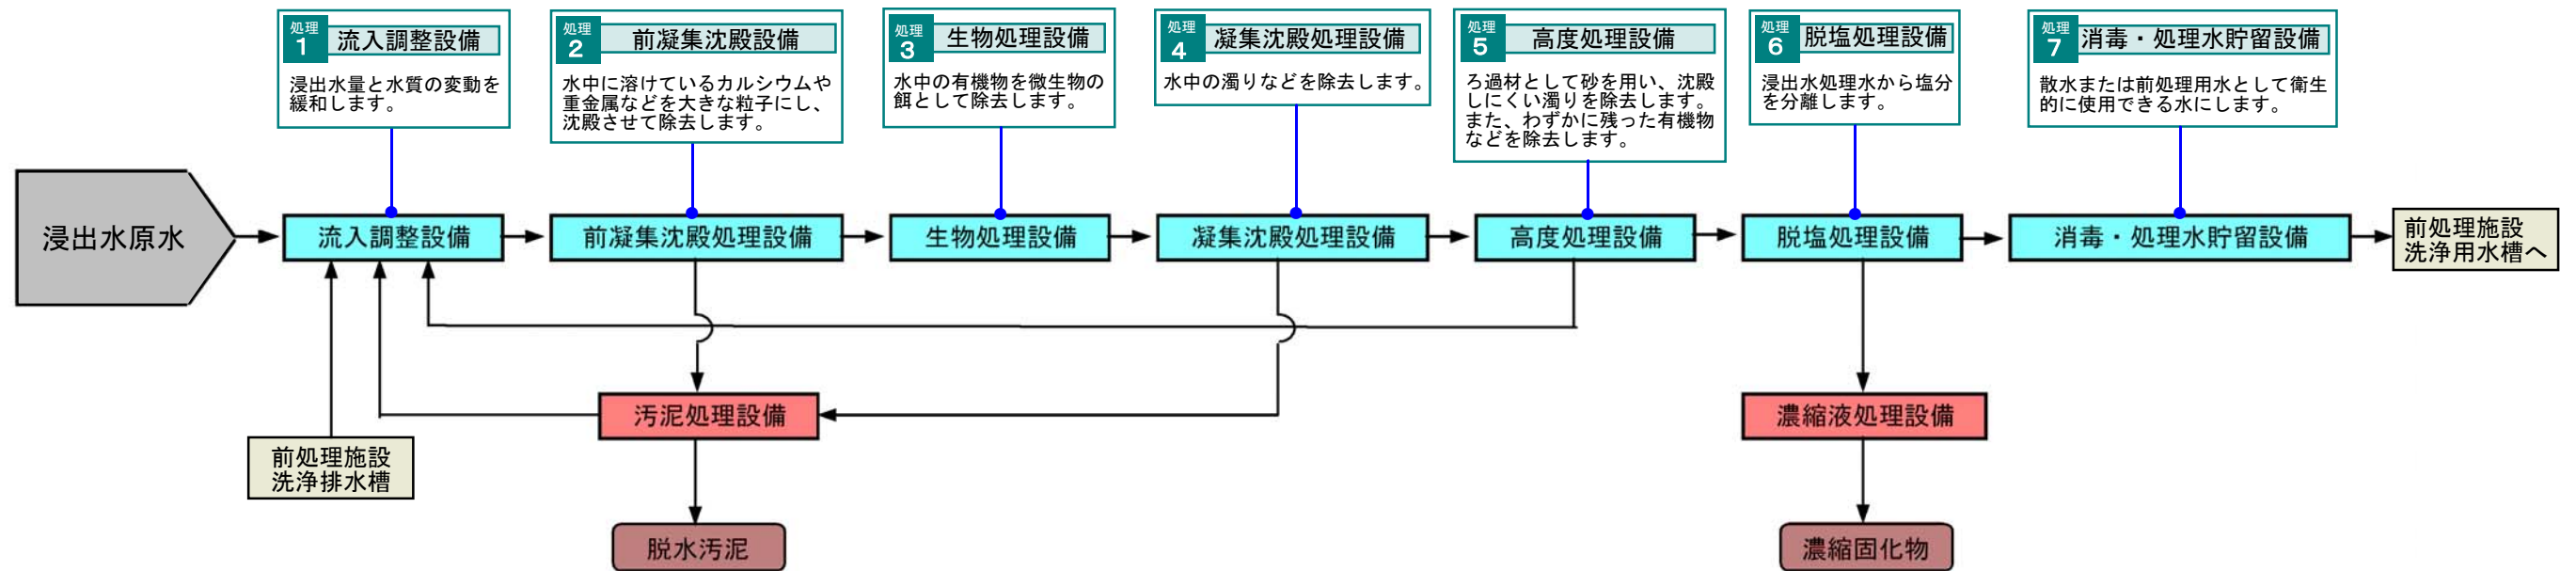 処理
1
流入調整設備
浸出水量と水質の変動を
緩和します。
処理
2
前凝集沈殿設備
水中に溶けているカルシウムや
重金属などを大きな粒子にし、
沈殿させて除去します。
処理
3
生物処理設備
水中の有機物を微生物の
餌として除去します。
処理
4
凝集沈殿処理設備
水中の濁りなどを除去します。
処理
5
高度処理設備
ろ過材として砂を用い、沈殿
しにくい濁りを除去します。
また、わずかに残った有機物
などを除去します。
処理
6
脱塩処理設備
浸出水処理水から塩分
を分離します。
処理
7
消毒・処理水貯留設備
散水または前処理用水として衛生
的に使用できる水にします。
浸出水原水
流入調整設備
前凝集沈殿処理設備
生物処理設備
凝集沈殿処理設備
高度処理設備
脱塩処理設備
消毒・処理水貯留設備
前処理施設
洗浄用水槽へ
汚泥処理設備
濃縮液処理設備
前処理施設
洗浄排水槽
脱水汚泥
濃縮固化物